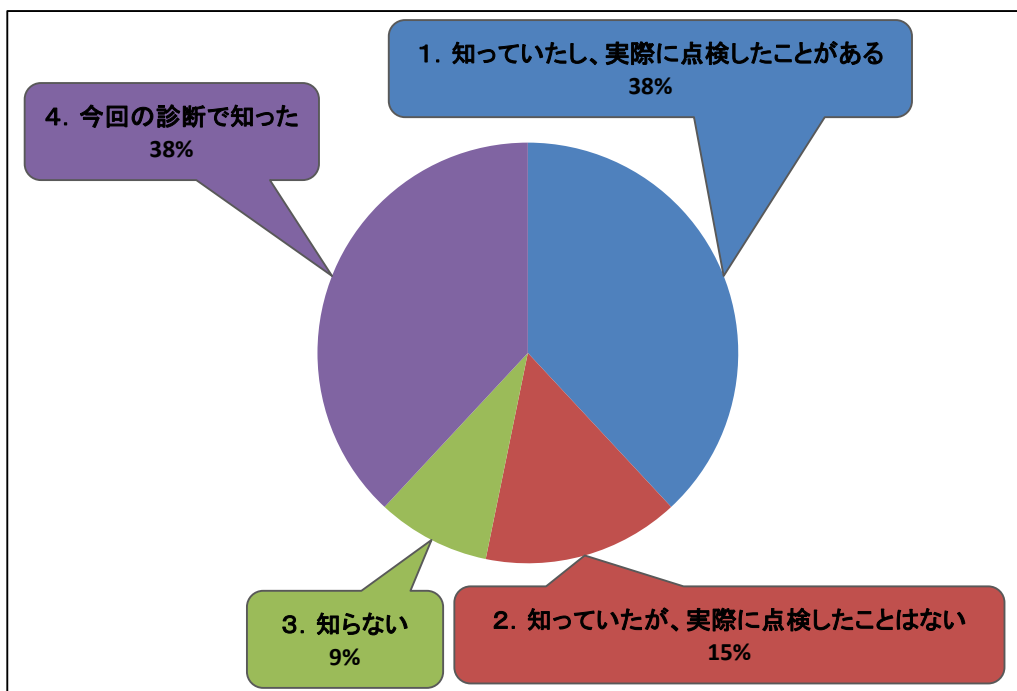 1．知っていたし、実際に点検したことがある
38%
4．今回の診断で知った
38%
3．知らない
9%
2．知っていたが、実際に点検したことはない
15%